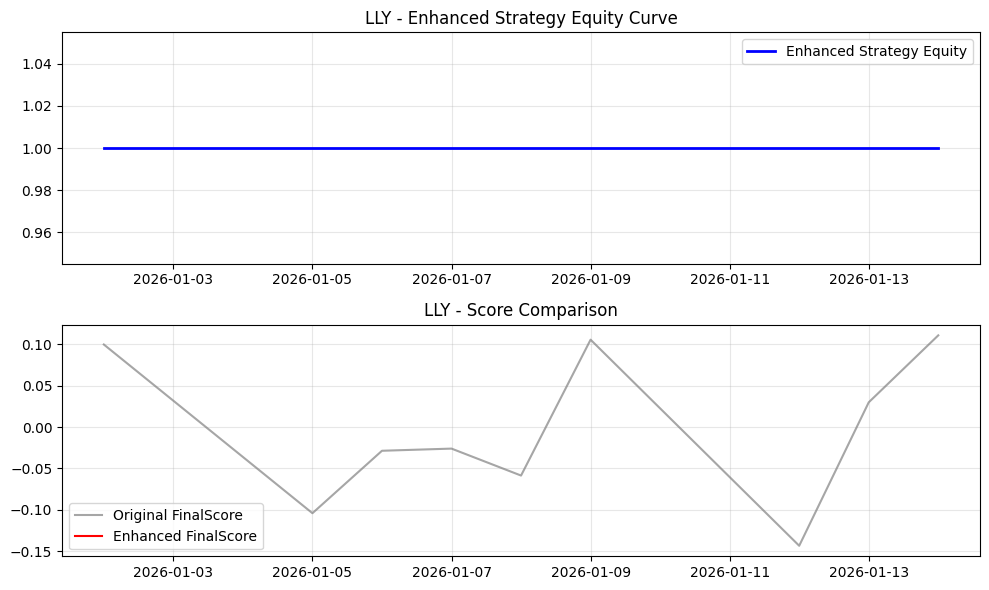 LLY - Enhanced Strategy Equity Curve
1.04
1.02
1.00
0.98
0.96
Enhanced Strategy Equity
2026-01-03 2026-01-05 2026-01-07 2026-01-09 2026-01-11 2026-01-13
LLY - Score Comparison
0.10
0.05
0.00
−0.05
−0.10
−0.15
Original FinalScore
Enhanced FinalScore
2026-01-03 2026-01-05 2026-01-07 2026-01-09 2026-01-11 2026-01-13